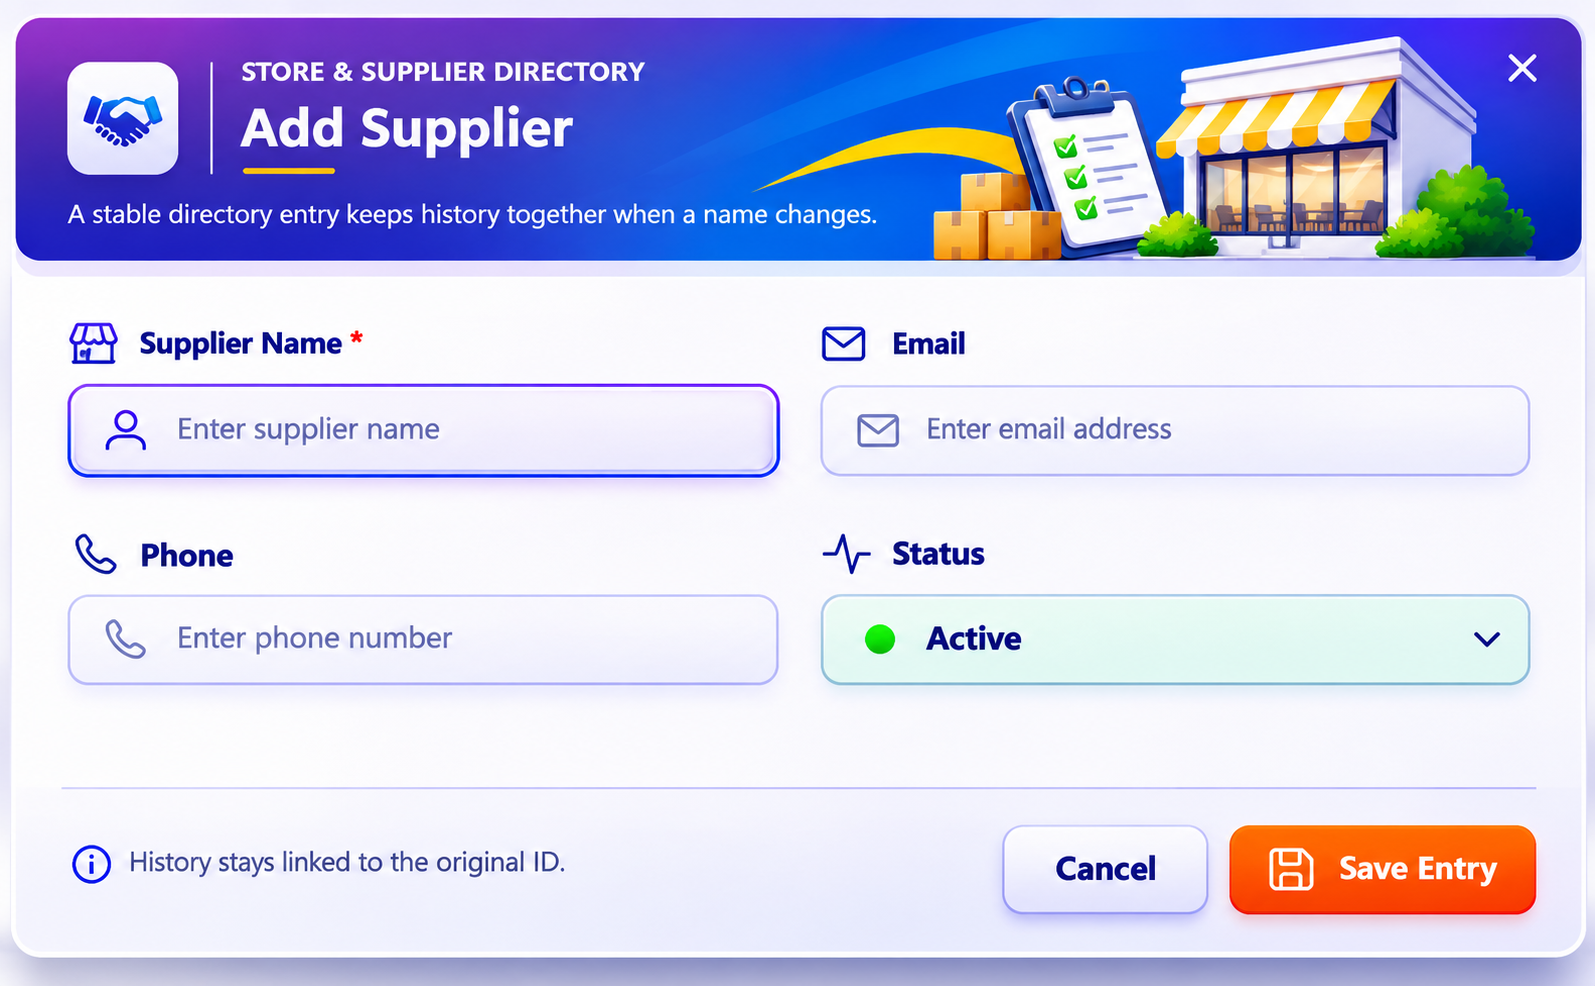 STORE & SUPPLIER DIRECTORY
Add Supplier
A stable directory entry keeps history together when a name changes.
Supplier Name *
Enter supplier name
Email
Enter email address
Phone
Enter phone number
Status
Active
History stays linked to the original ID.
Cancel
Save Entry